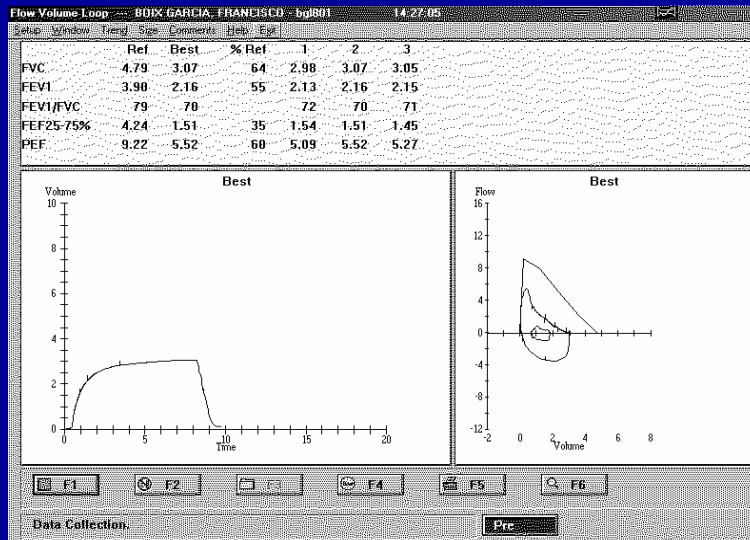 Flow Volume Loop --- BOIX GARCIA, FRANCISCO - bgl801 14:27:05
Setup Window Trend Size Comments Help Exit
Ref Best % Ref 1 2 3
FVC 4.79 3.07 64 2.98 3.07 3.05
FEV1 3.90 2.16 55 2.13 2.16 2.15
FEV1/FVC 79 70 72 70 71
FEF25-75% 4.24 1.51 35 1.54 1.51 1.45
PEF 9.22 5.52 60 5.09 5.52 5.27
Best
Volume
10
8
6
4
2
0
0 5 10 15 20
Time
Best
Flow
16
12
8
4
0
-4
-8
-12
-2 0 2 4 6 8
Volume
F1 F2 F3 F4 F5 F6
Data Collection. Pre